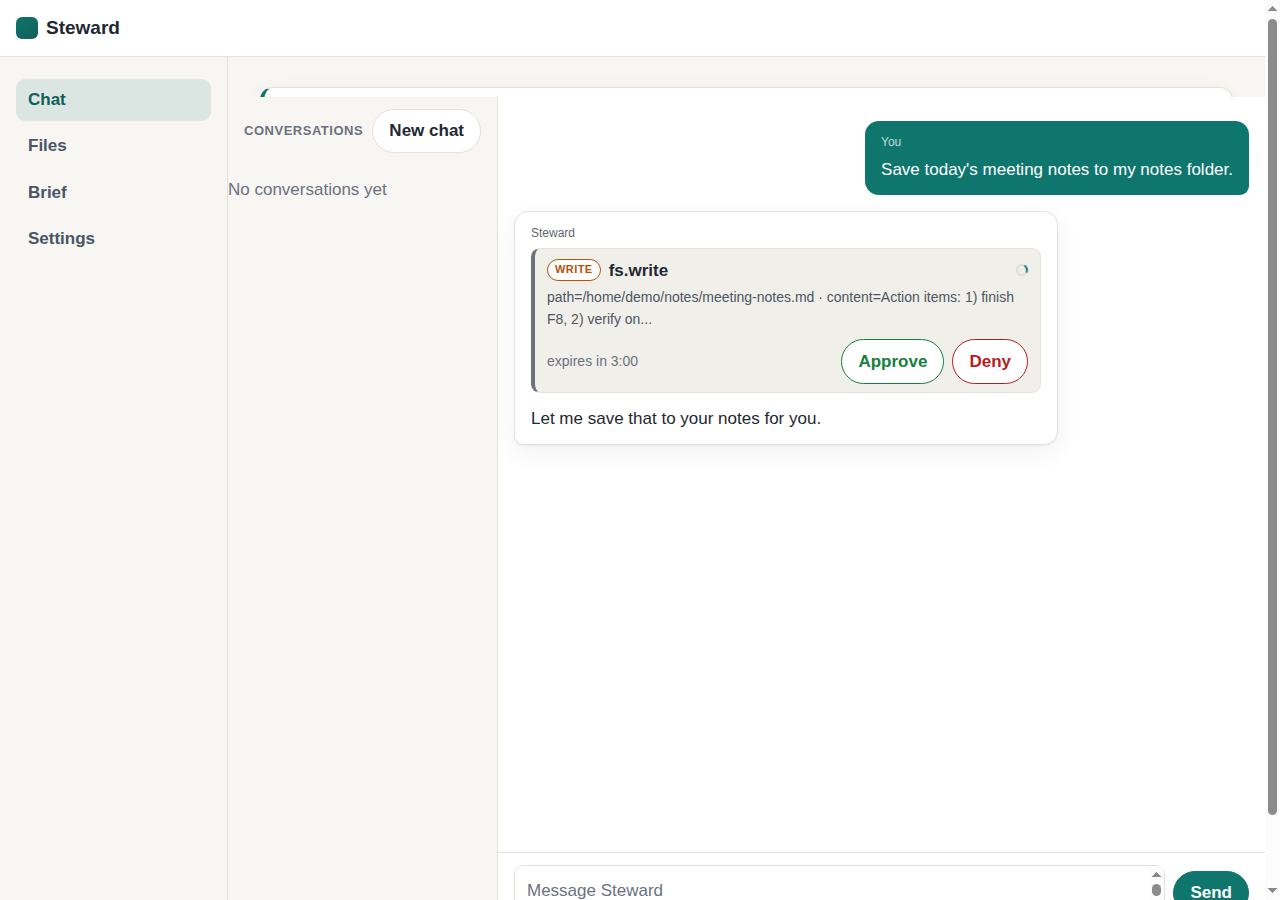 Steward
Chat
Files
Brief
Settings
CONVERSATIONS
New chat
No conversations yet
You
Save today's meeting notes to my notes folder.
Steward
WRITE fs.write
path=/home/demo/notes/meeting-notes.md · content=Action items: 1) finish
F8, 2) verify on...
expires in 3:00
Approve
Deny
Let me save that to your notes for you.
Message Steward
Send